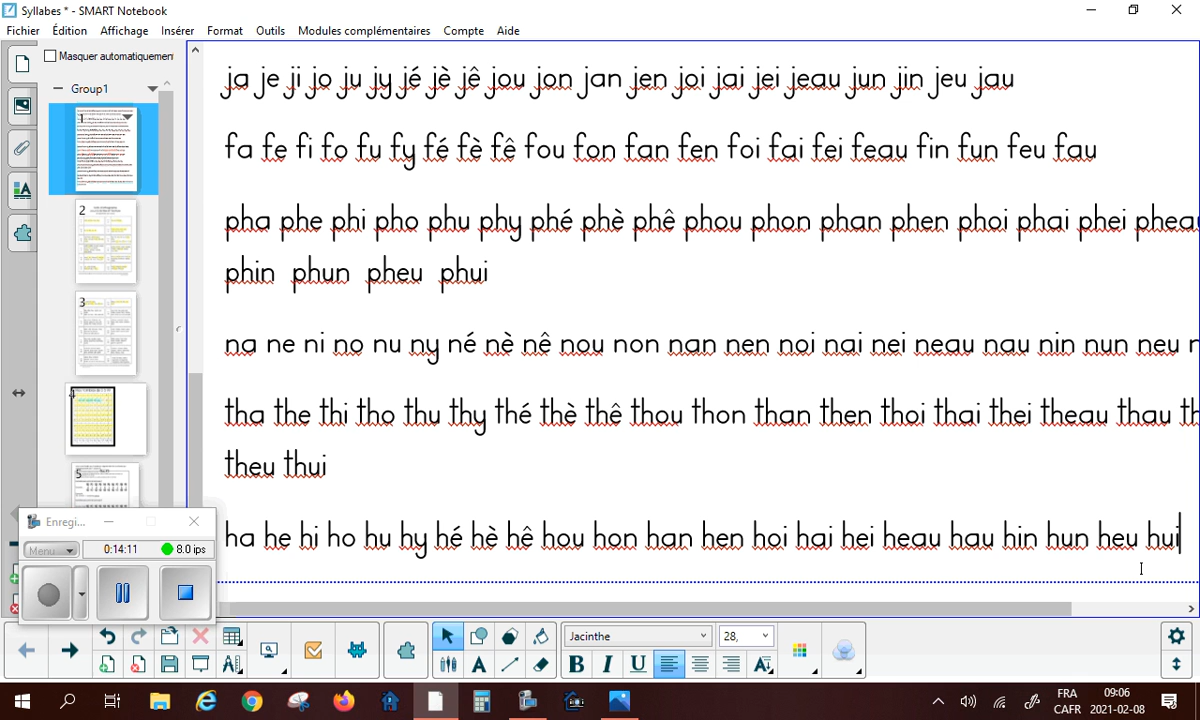 Syllabes * - SMART Notebook
Fichier Édition Affichage Insérer Format Outils Modules complémentaires Compte Aide
Masquer automatiquement
Group1
1
2
3
4
5
ja je ji jo ju jy jé jè jê jou jon jan jen joi jai jei jeau jun jin jeu jau
fa fe fi fo fu fy fé fè fê fou fon fan fen foi fai fei feau fin fun feu fau
pha phe phi pho phu phy phé phè phê phou phon phan phen phoi phai phei pheau
phin phun pheu phui
na ne ni no nu ny né nè nê nou non nan nen noi nai nei neau nau nin nun neu
tha the thi tho thu thy thé thè thê thou thon than then thoi thai thei theau thau
theu thui
ha he hi ho hu hy hé hè hê hou hon han hen hoi hai hei heau hau hin hun heu hui
Enregi...
Menu 0:14:11 8.0 ips
Jacinthe 28,
B I U A
FRA 09:06
CAFR 2021-02-08